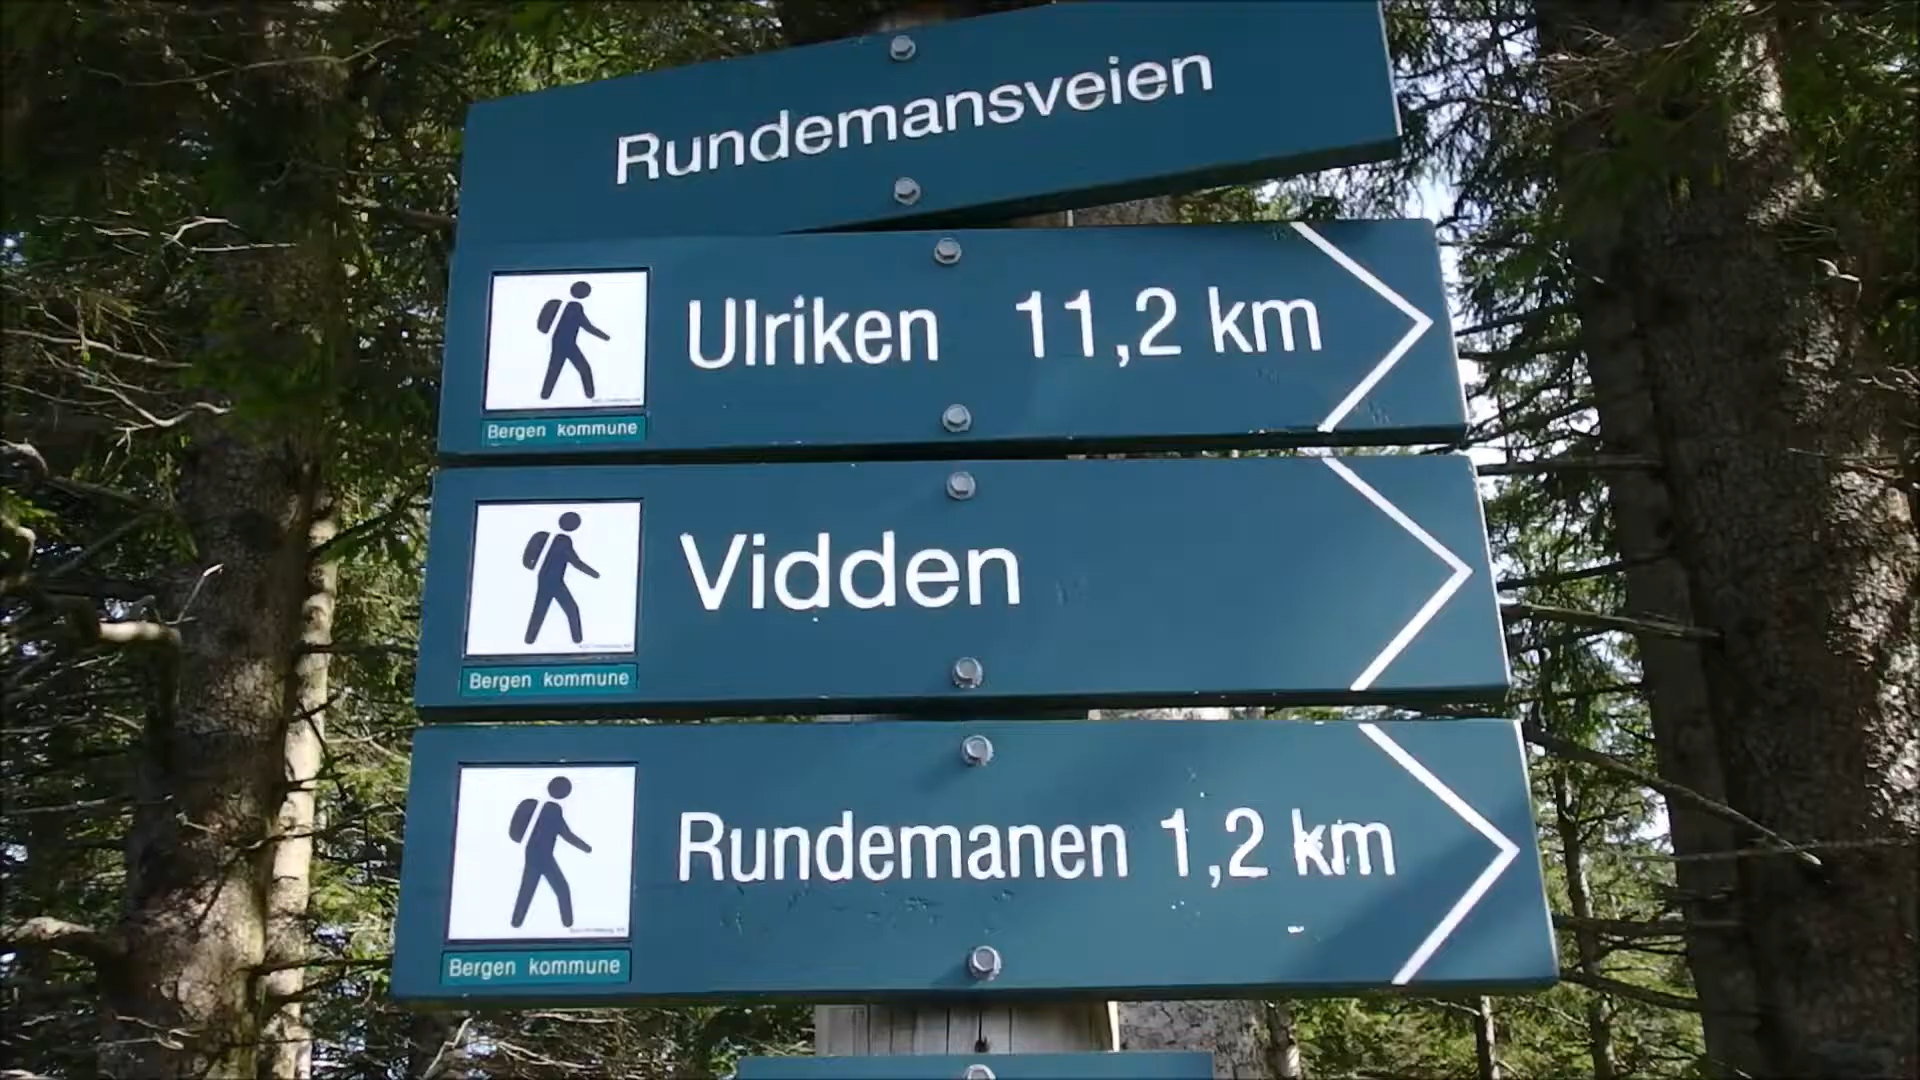 Rundemansveien
Ulriken 11,2 km
Bergen kommune
Vidden
Bergen kommune
Rundemanen 1,2 km
Bergen kommune